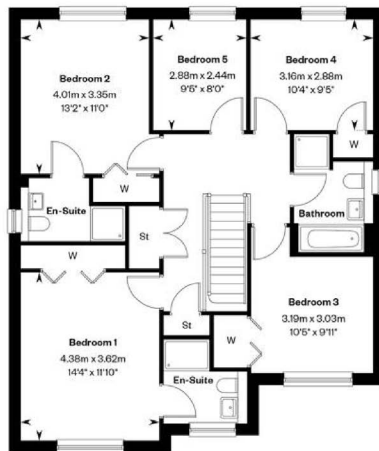 Bedroom 2
4.01m x 3.35m
13'2" x 11'0"
Bedroom 5
2.88m x 2.44m
9'5" x 8'0"
Bedroom 4
3.16m x 2.88m
10'4" x 9'5"
W
W
En-Suite
Bathroom
St
W
Bedroom 3
3.19m x 3.03m
10'5" x 9'11"
St
W
Bedroom 1
4.38m x 3.62m
14'4" x 11'10"
En-Suite